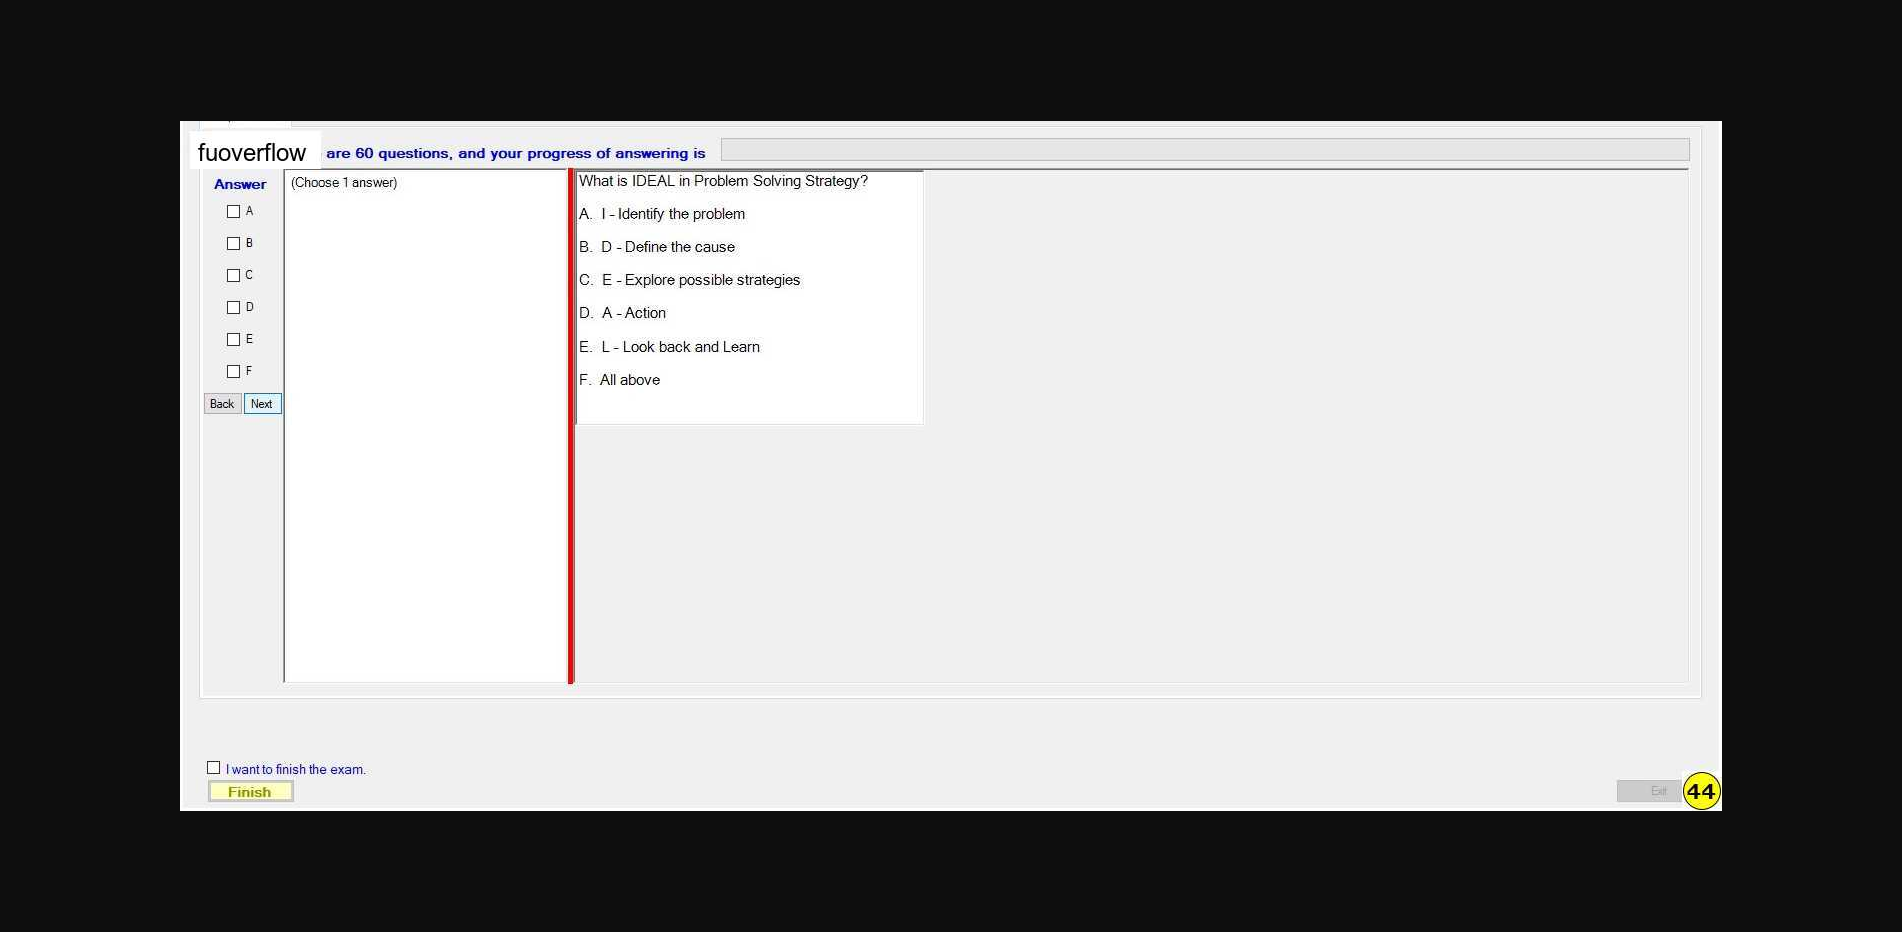 fuoverflow are 60 questions, and your progress of answering is
Answer
(Choose 1 answer)
A
B
C
D
E
F
Back Next
What is IDEAL in Problem Solving Strategy?
A. I - Identify the problem
B. D - Define the cause
C. E - Explore possible strategies
D. A - Action
E. L - Look back and Learn
F. All above
I want to finish the exam.
Finish
Exit
44